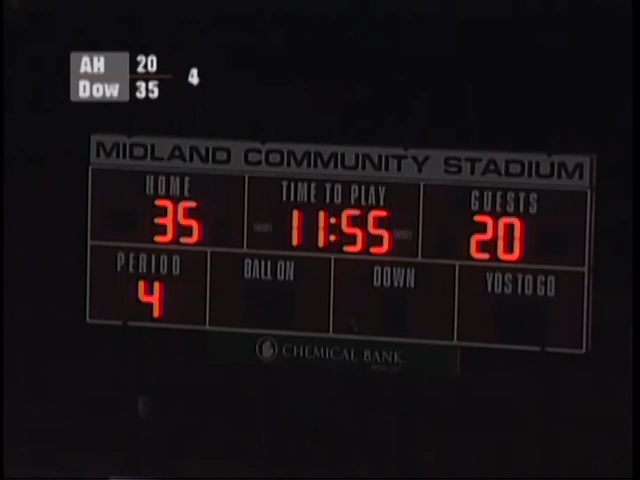 AH 20
Dow 35 4
MIDLAND COMMUNITY STADIUM
HOME TIME TO PLAY GUESTS
35 11:55 20
PERIOD BALL ON DOWN YDS TO GO
4
CHEMICAL BANK